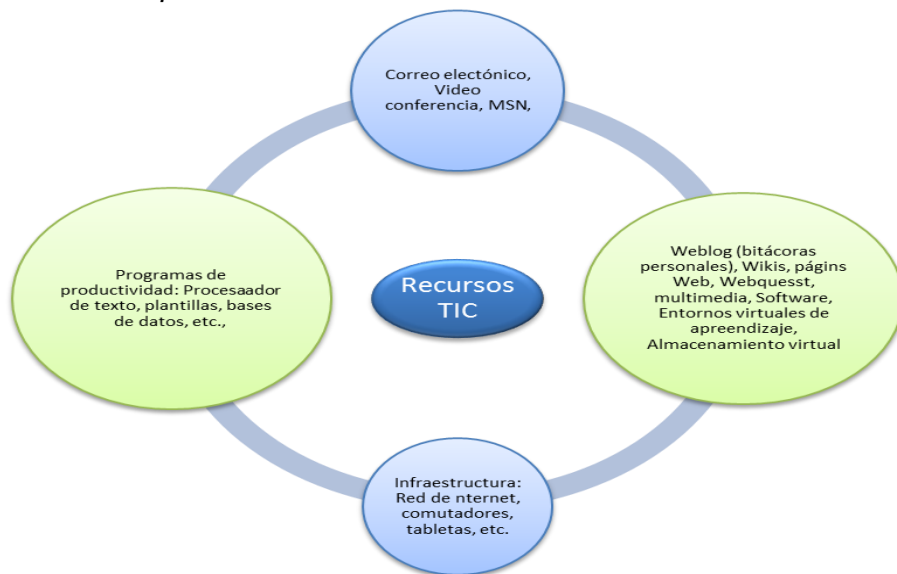 Correo electónico,
Video
conferencia, MSN,
Programas de
productividad: Procesaador
de texto, plantillas, bases
de datos, etc.,
Recursos
TIC
Weblog (bitácoras
personales), Wikis, págins
Web, Webquesst,
multimedia, Software,
Entornos virtuales de
apreendizaje,
Almacenamiento virtual
Infraestructura:
Red de nternet,
comutadores,
tabletas, etc.